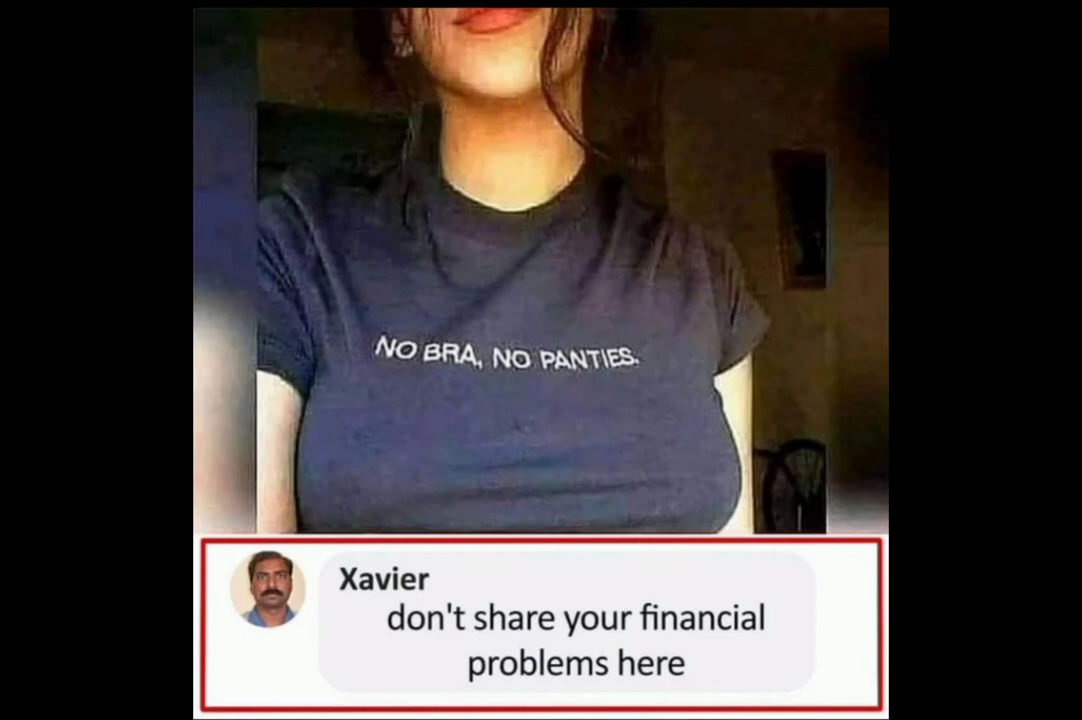 NO BRA, NO PANTIES.
Xavier
don't share your financial
problems here